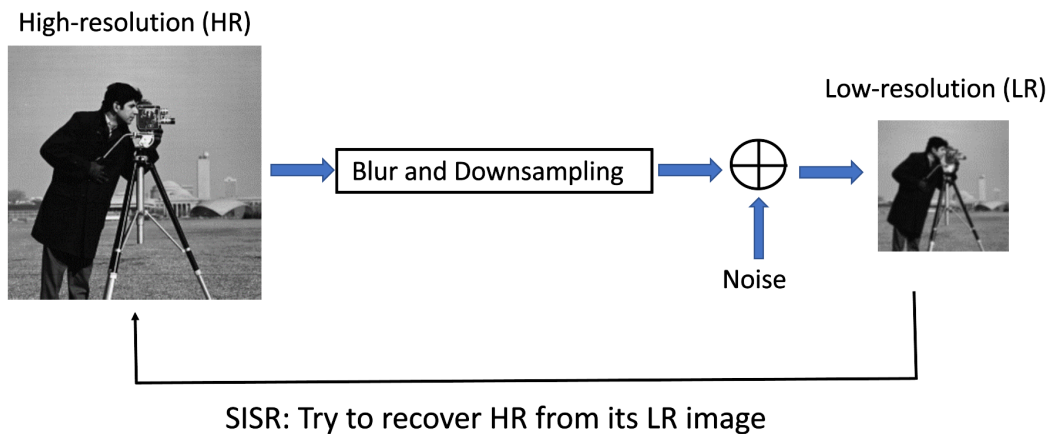 High-resolution (HR)
Low-resolution (LR)
Blur and Downsampling
Noise
SISR: Try to recover HR from its LR image